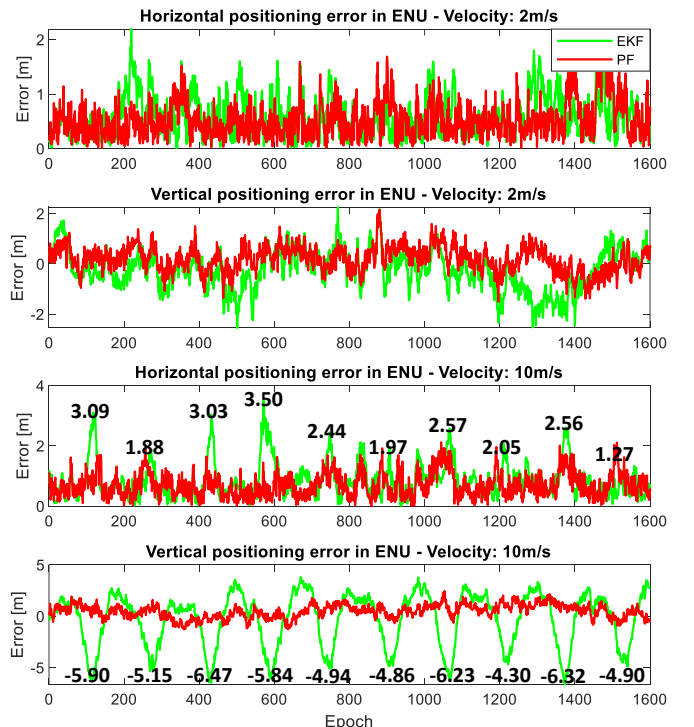 Horizontal positioning error in ENU - Velocity: 2m/s
EKF
PF
Error [m]
2
1
0
0 200 400 600 800 1000 1200 1400 1600
Vertical positioning error in ENU - Velocity: 2m/s
Error [m]
2
0
-2
0 200 400 600 800 1000 1200 1400 1600
Horizontal positioning error in ENU - Velocity: 10m/s
Error [m]
4
2
0
3.09 1.88 3.03 3.50 2.44 1.97 2.57 2.05 2.56 1.27
0 200 400 600 800 1000 1200 1400 1600
Vertical positioning error in ENU - Velocity: 10m/s
Error [m]
5
0
-5
-5.90 -5.15 -6.47 -5.84 -4.94 -4.86 -6.23 -4.30 -6.32 -4.90
0 200 400 600 800 1000 1200 1400 1600
Epoch